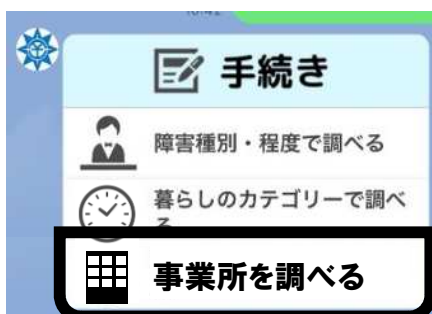 手続き
障害種別・程度で調べる
暮らしのカテゴリーで調べ
る
事業所を調べる